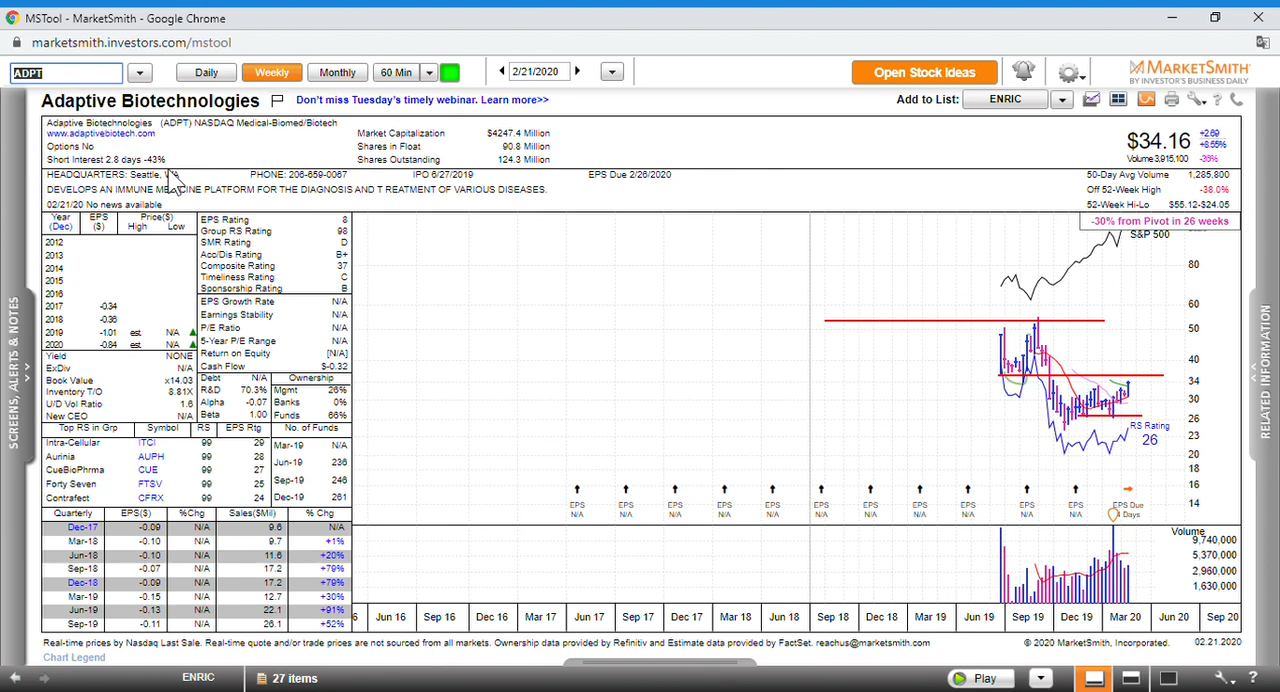 MSTool - MarketSmith - Google Chrome
marketsmith.investors.com/mstool
ADPT Daily Weekly Monthly 60 Min 2/21/2020 Open Stock Ideas MARKETSMITH
BY INVESTOR'S BUSINESS DAILY
Adaptive Biotechnologies Don't miss Tuesday's timely webinar. Learn more>> Add to List: ENRIC
Adaptive Biotechnologies (ADPT) NASDAQ Medical-Biomed/Biotech
www.adaptivebiotech.com Market Capitalization $4247.4 Million
Options No Shares in Float 90.8 Million
Short Interest 2.8 days -43% Shares Outstanding 124.3 Million
$34.16 +2.69
+8.55%
Volume 3,915,100 -36%
HEADQUARTERS: Seattle, PHONE: 206-659-0067 IPO 6/27/2019 EPS Due 2/26/2020
50-Day Avg Volume 1,285,800
DEVELOPS AN IMMUNE PLATFORM FOR THE DIAGNOSIS AND T REATMENT OF VARIOUS DISEASES.
Off 52-Week High -38.0%
02/21/20 No news available
52-Week Hi-Lo $55.12-$24.05
-30% from Pivot in 26 weeks
Year EPS Price($)
(Dec) ($) High Low
2012
2013
2014
2015
2016
2017 -0.34
2018 -0.36
2019 -1.01 est N/A
2020 -0.84 est N/A
Yield NONE
ExDiv N/A
Book Value x14.03
Inventory T/O 8.81X
U/D Vol Ratio 1.6
New CEO N/A
EPS Rating 8
Group RS Rating 98
SMR Rating D
Acc/Dis Rating B+
Composite Rating 37
Timeliness Rating C
Sponsorship Rating B
EPS Growth Rate N/A
Earnings Stability N/A
P/E Ratio N/A
5-Year P/E Range N/A
Return on Equity [N/A]
Cash Flow $-0.32
Debt N/A Ownership
R&D 70.3% Mgmt 26%
Alpha -0.07 Banks 0%
Beta 1.00 Funds 66%
Top RS in Grp Symbol RS EPS Rtg No. of Funds
Intra-Cellular ITCI 99 29
Aurinia AUPH 99 28
CueBioPhrma CUE 99 27
Forty Seven FTSV 99 25
Contrafect CFRX 99 24
Mar-19 N/A
Jun-19 236
Sep-19 246
Dec-19 261
Quarterly EPS($) %Chg Sales($Mil) % Chg
Dec-17 -0.09 N/A 9.6 N/A
Mar-18 -0.10 N/A 9.7 +1%
Jun-18 -0.10 N/A 11.6 +20%
Sep-18 -0.07 N/A 17.2 +79%
Dec-18 -0.09 N/A 17.2 +79%
Mar-19 -0.15 N/A 12.7 +30%
Jun-19 -0.13 N/A 22.1 +91%
Sep-19 -0.11 N/A 26.1 +52%
S&P 500
80
60
50
40
34
30
26
23
20
18
16
14
RS Rating
26
EPS EPS EPS EPS EPS EPS EPS EPS EPS EPS EPS EPS Due
N/A N/A N/A N/A N/A N/A N/A N/A N/A N/A N/A Days
Volume
9,740,000
5,370,000
2,960,000
1,630,000
6 Jun 16 Sep 16 Dec 16 Mar 17 Jun 17 Sep 17 Dec 17 Mar 18 Jun 18 Sep 18 Dec 18 Mar 19 Jun 19 Sep 19 Dec 19 Mar 20 Jun 20 Sep 20
Real-time prices by Nasdaq Last Sale. Real-time quote and/or trade prices are not sourced from all markets. Ownership data provided by Refinitiv and Estimate data provided by FactSet. reachus@marketsmith.com © 2020 MarketSmith, Incorporated. 02.21.2020
Chart Legend
SCREENS, ALERTS & NOTES
RELATED INFORMATION
ENRIC 27 items Play